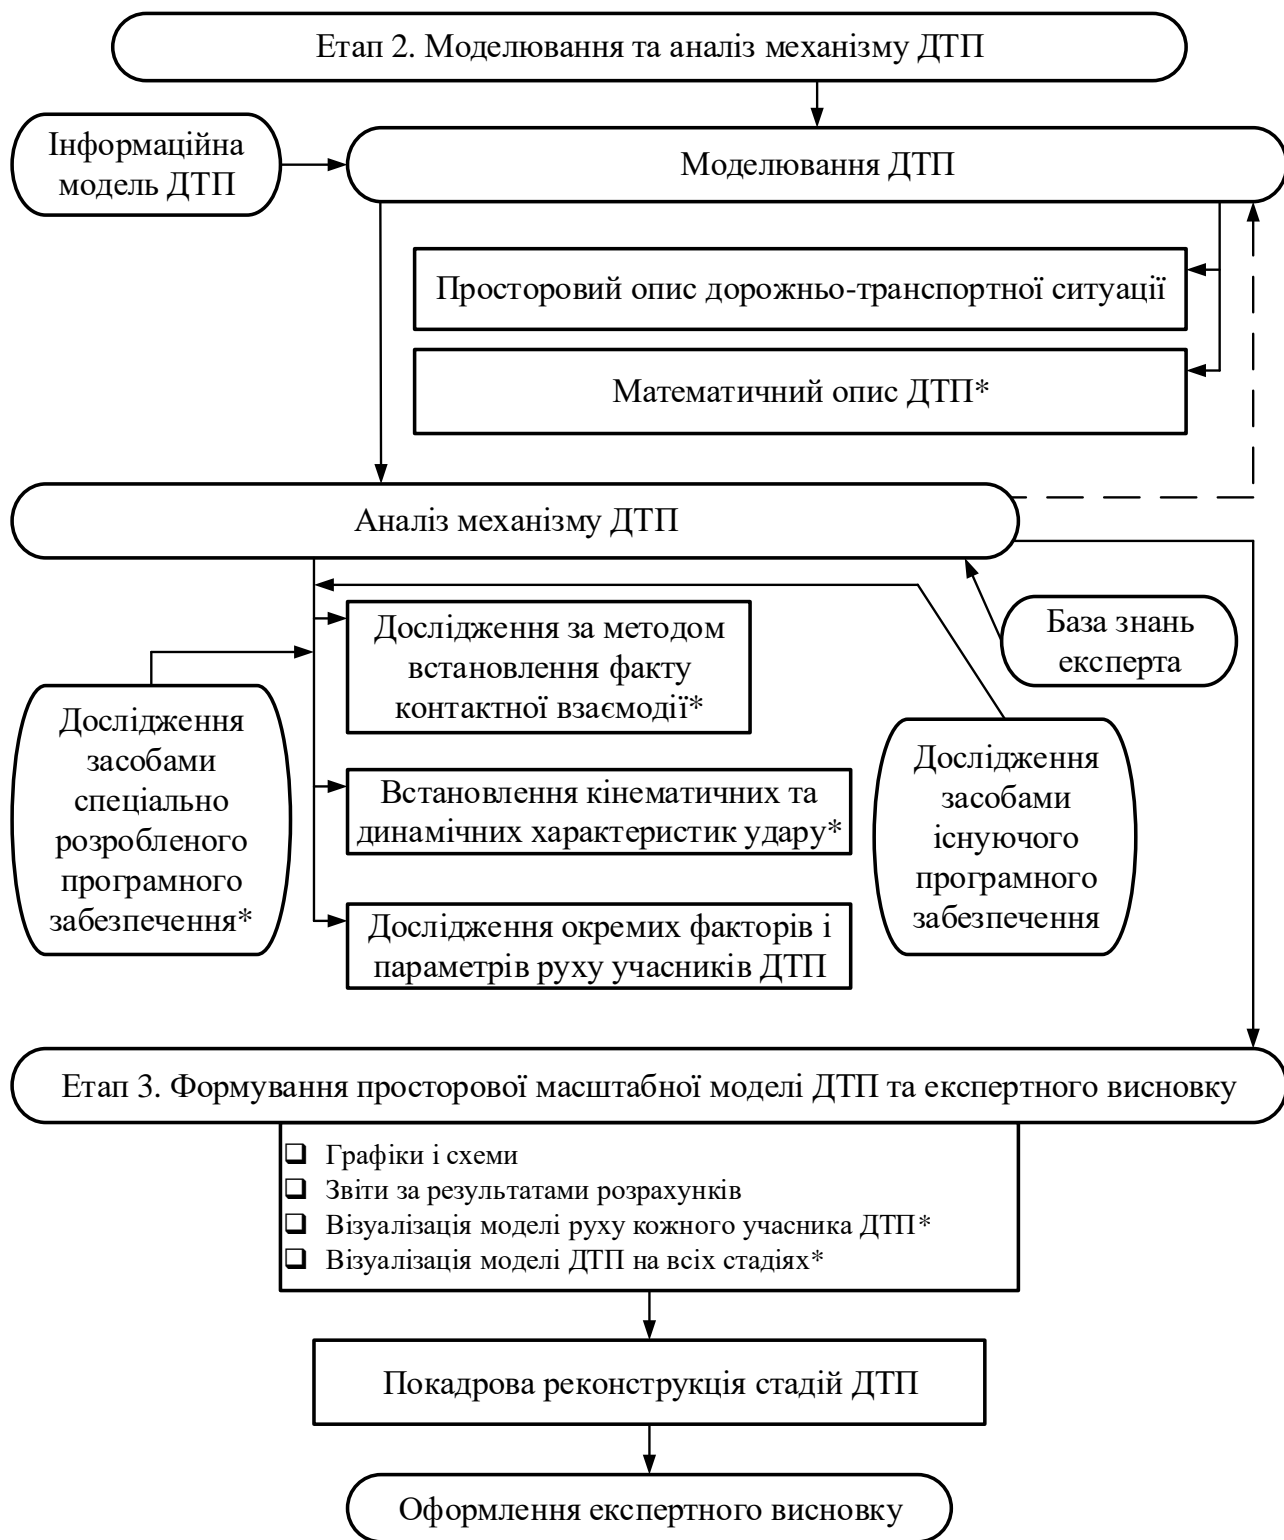 Етап 2. Моделювання та аналіз механізму ДТП
Інформаційна
модель ДТП
Моделювання ДТП
Просторовий опис дорожньо-транспортної ситуації
Математичний опис ДТП*
Аналіз механізму ДТП
База знань
експерта
Дослідження за методом
встановлення факту
контактної взаємодії*
Дослідження
засобами
спеціально
розробленого
програмного
забезпечення*
Встановлення кінематичних та
динамічних характеристик удару*
Дослідження
засобами
існуючого
програмного
забезпечення
Дослідження окремих факторів і
параметрів руху учасників ДТП
Етап 3. Формування просторової масштабної моделі ДТП та експертного висновку
❑ Графіки і схеми
❑ Звіти за результатами розрахунків
❑ Візуалізація моделі руху кожного учасника ДТП*
❑ Візуалізація моделі ДТП на всіх стадіях*
Покадрова реконструкція стадій ДТП
Оформлення експертного висновку